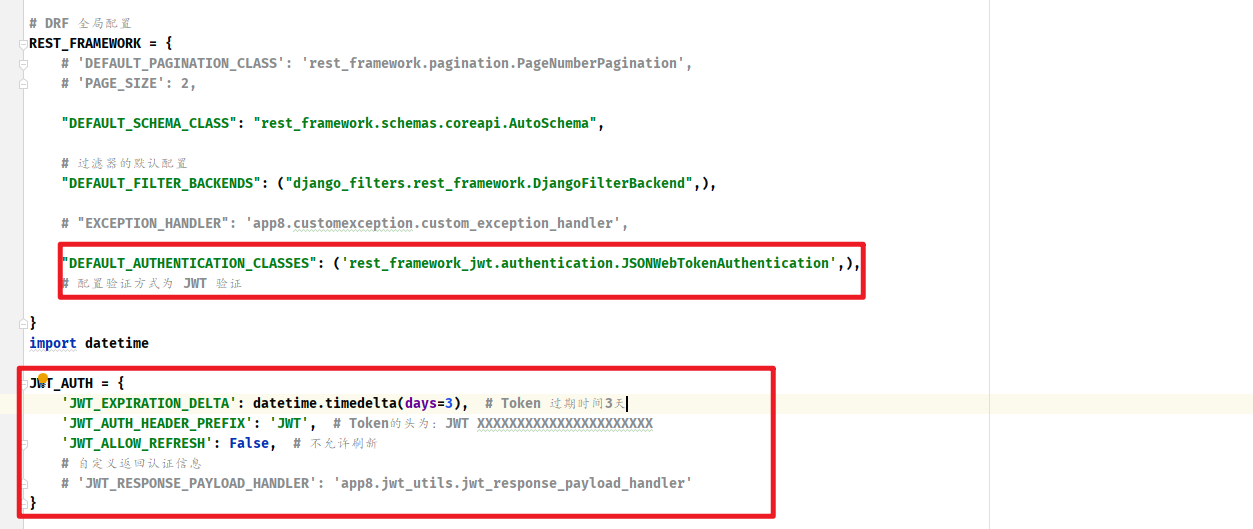 # DRF 全局配置
REST_FRAMEWORK = {
# 'DEFAULT_PAGINATION_CLASS': 'rest_framework.pagination.PageNumberPagination',
# 'PAGE_SIZE': 2,
"DEFAULT_SCHEMA_CLASS": "rest_framework.schemas.coreapi.AutoSchema",
# 过滤器的默认配置
"DEFAULT_FILTER_BACKENDS": ("django_filters.rest_framework.DjangoFilterBackend",),
# "EXCEPTION_HANDLER": 'app8.customexception.custom_exception_handler',
"DEFAULT_AUTHENTICATION_CLASSES": ('rest_framework_jwt.authentication.JSONWebTokenAuthentication',),
# 配置验证方式为 JWT 验证
}
import datetime
JWT_AUTH = {
'JWT_EXPIRATION_DELTA': datetime.timedelta(days=3),  # Token 过期时间3天
'JWT_AUTH_HEADER_PREFIX': 'JWT',  # Token的头为：JWT XXXXXXXXXXXXXXXXXXXXXX
'JWT_ALLOW_REFRESH': False,  # 不允许刷新
# 自定义返回认证信息
# 'JWT_RESPONSE_PAYLOAD_HANDLER': 'app8.jwt_utils.jwt_response_payload_handler'
}